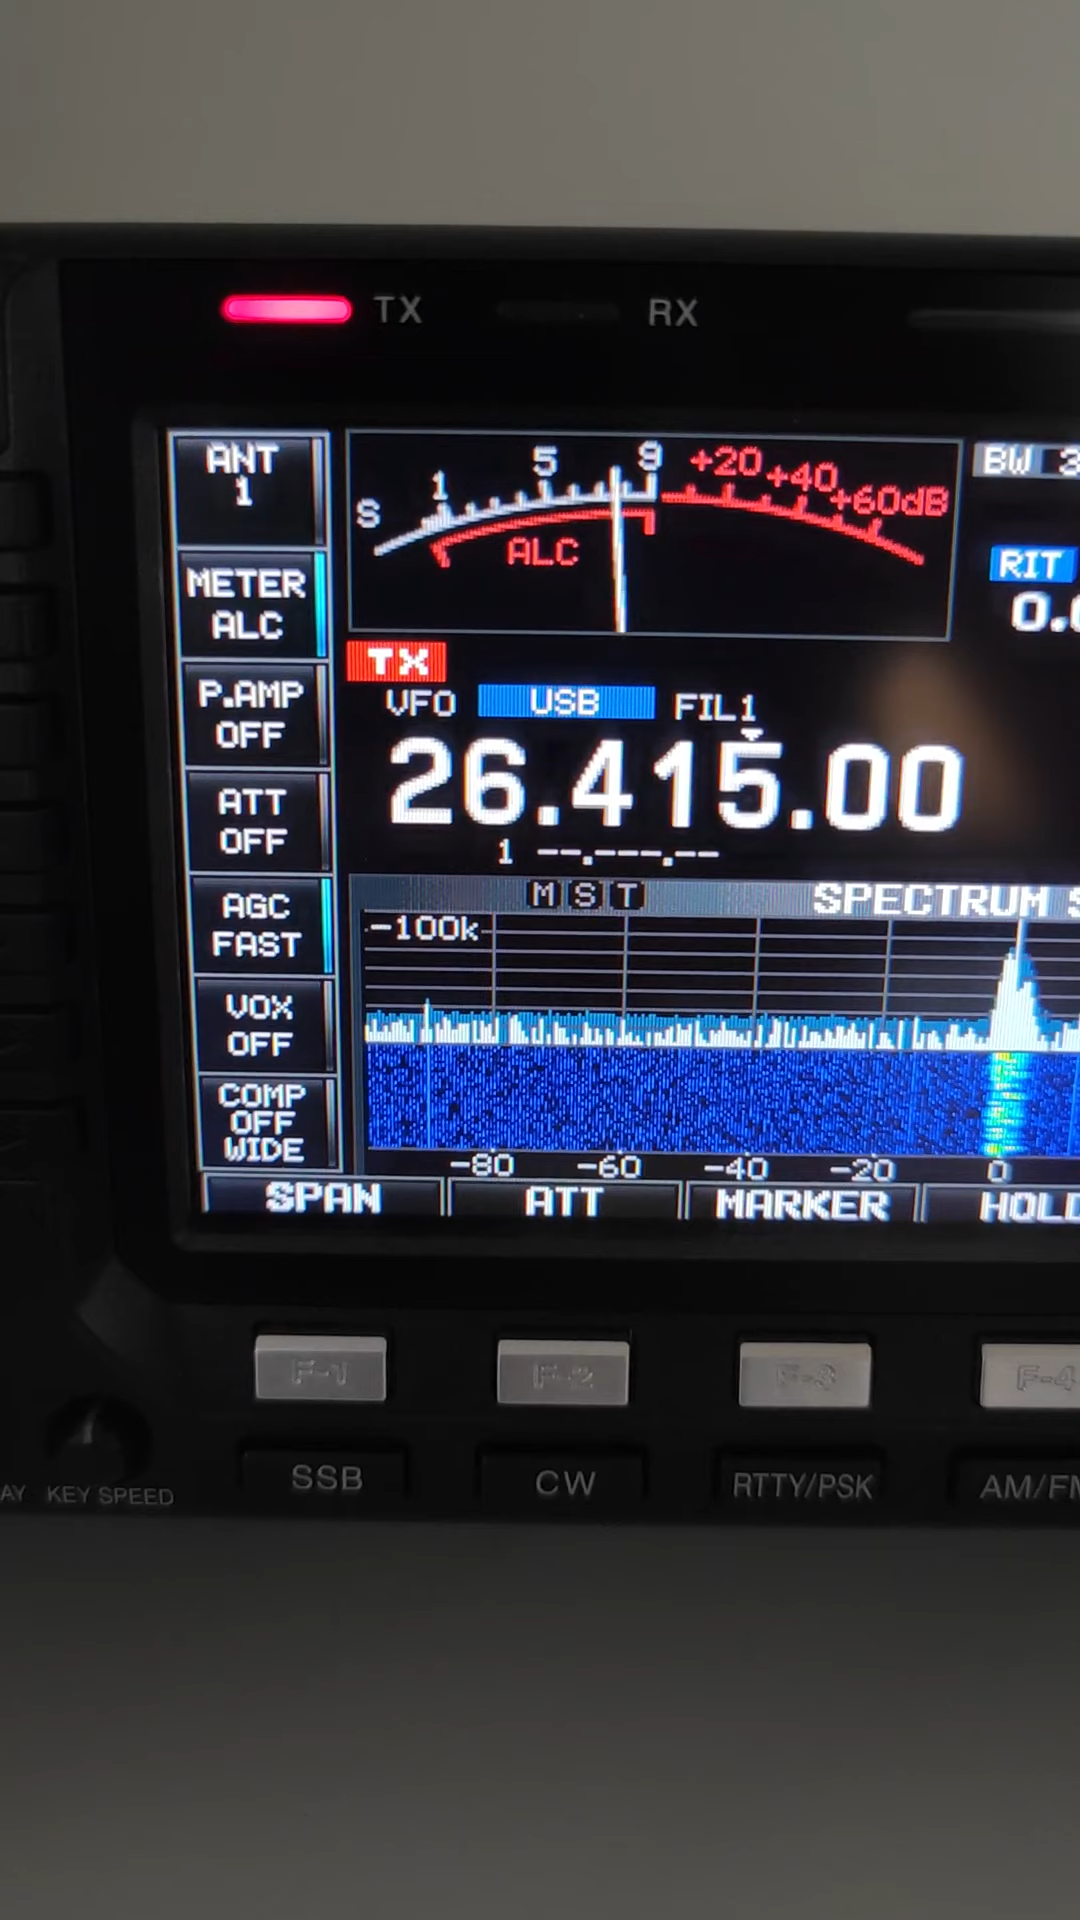 TX RX
ANT
1
METER
ALC
P.AMP
OFF
ATT
OFF
AGC
FAST
VOX
OFF
COMP
OFF
WIDE
S 1 5 9 +20 +40 +60dB
ALC
BW 3
RIT
0.0
TX
VFO USB FIL1
26.415.00
1 --.---.--
M S T SPECTRUM S
-100k
-80 -60 -40 -20 0
SPAN ATT MARKER HOLD
F-1 F-2 F-3 F-4
SSB CW RTTY/PSK AM/FM
AY KEY SPEED